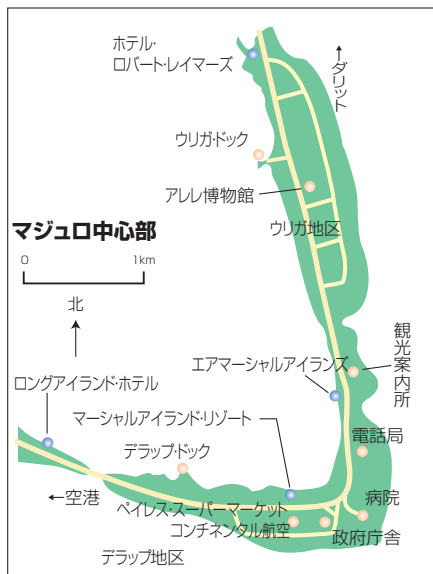 ホテル・
ロバート・レイマーズ
←ダリット
ウリガ・ドック
アレレ博物館
ウリガ地区
マジュロ中心部
0 1km
北
観光案内所
エアマーシャルアイランズ
ロングアイランド・ホテル
マーシャルアイランド・リゾート
デラップ・ドック
電話局
←空港
ペイレス・スーパーマーケット
病院
コンチネンタル航空
政府庁舎
デラップ地区